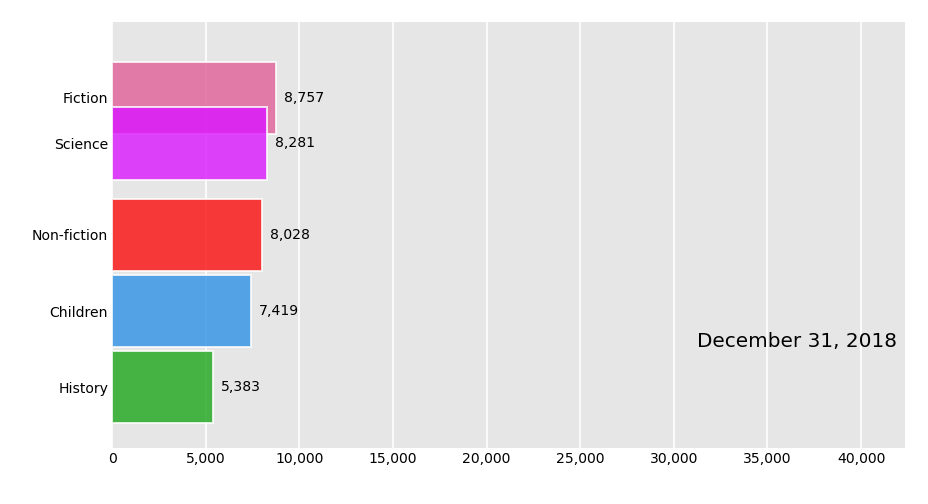 Fiction 8,757
Science 8,281
Non-fiction 8,028
Children 7,419
December 31, 2018
History 5,383
0 5,000 10,000 15,000 20,000 25,000 30,000 35,000 40,000